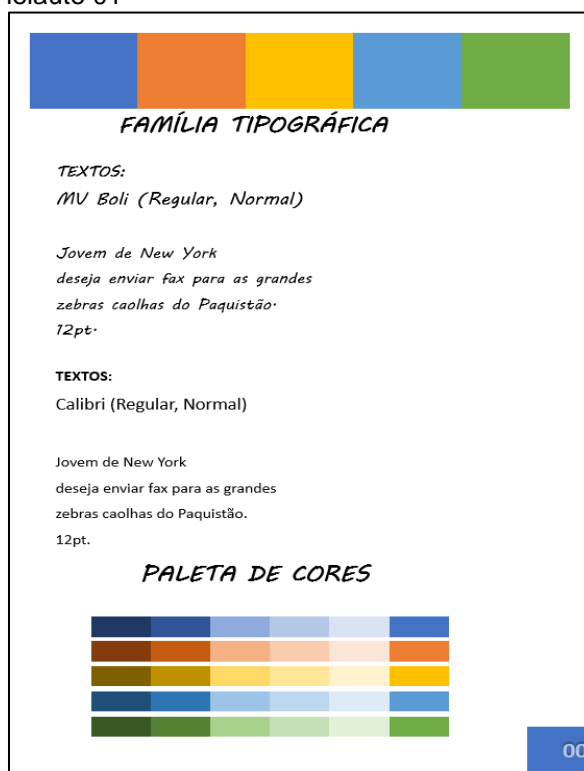 FAMÍLIA TIPOGRÁFICA
TEXTOS:
MV Boli (Regular, Normal)
Jovem de New York
deseja enviar fax para as grandes
zebras caolhas do Paquistão.
12pt.
TEXTOS:
Calibri (Regular, Normal)
Jovem de New York
deseja enviar fax para as grandes
zebras caolhas do Paquistão.
12pt.
PALETA DE CORES